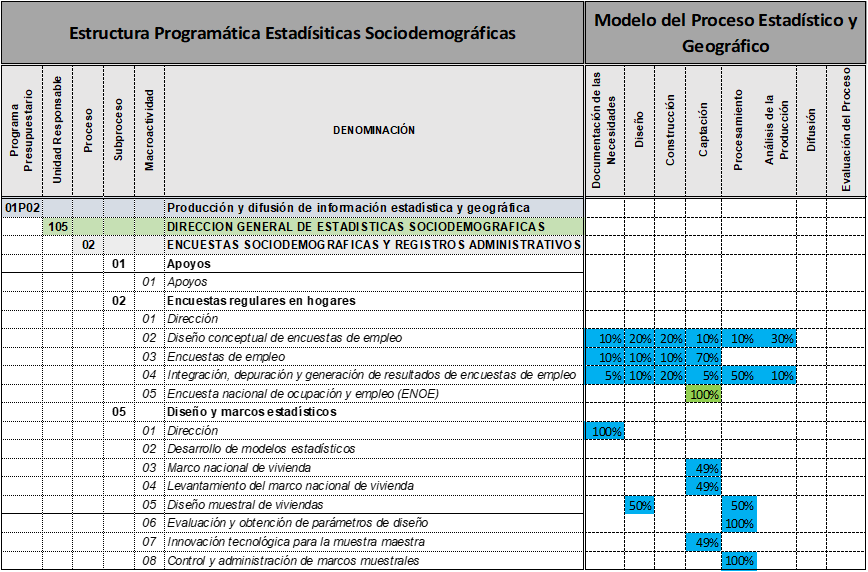 Estructura Programática Estadísiticas Sociodemográficas
Modelo del Proceso Estadístico y
Geográfico
Programa
Presupuestario
Unidad Responsable
Proceso
Subproceso
Macroactividad
DENOMINACIÓN
Documentación de las
Necesidades
Diseño
Construcción
Captación
Procesamiento
Análisis de la
Producción
Difusión
Evaluación del Proceso
01P02 Producción y difusión de información estadística y geográfica
105 DIRECCION GENERAL DE ESTADISTICAS SOCIODEMOGRAFICAS
02 ENCUESTAS SOCIODEMOGRAFICAS Y REGISTROS ADMINISTRATIVOS
01 Apoyos
01 Apoyos
02 Encuestas regulares en hogares
01 Dirección
02 Diseño conceptual de encuestas de empleo 10% 20% 20% 10% 10% 30%
03 Encuestas de empleo 10% 10% 10% 70%
04 Integración, depuración y generación de resultados de encuestas de empleo 5% 10% 20% 5% 50% 10%
05 Encuesta nacional de ocupación y empleo (ENOE) 100%
05 Diseño y marcos estadísticos
01 Dirección 100%
02 Desarrollo de modelos estadísticos
03 Marco nacional de vivienda 49%
04 Levantamiento del marco nacional de vivienda 49%
05 Diseño muestral de viviendas 50% 50%
06 Evaluación y obtención de parámetros de diseño 100%
07 Innovación tecnológica para la muestra maestra 49%
08 Control y administración de marcos muestrales 100%